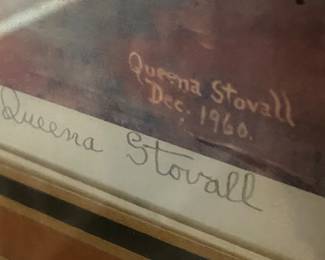 Queena Stovall
Dec. 1960.
Queena Stovall